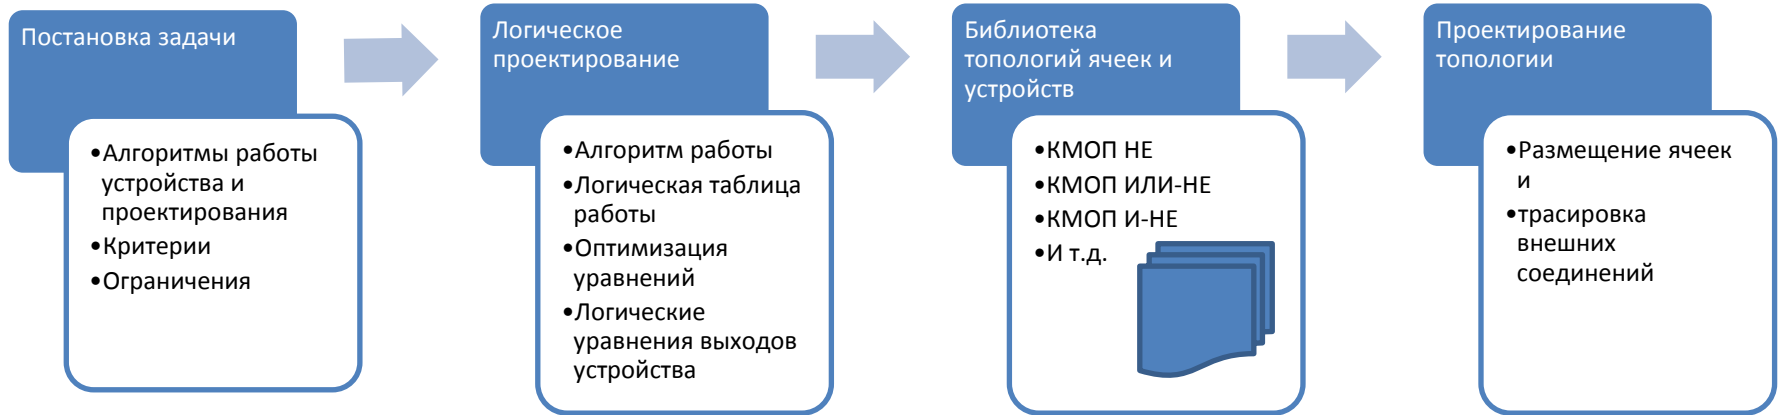 Постановка задачи
•Алгоритмы работы
устройства и
проектирования
•Критерии
•Ограничения
Логическое
проектирование
•Алгоритм работы
•Логическая таблица
работы
•Оптимизация
уравнений
•Логические
уравнения выходов
устройства
Библиотека
топологий ячеек и
устройств
•КМОП НЕ
•КМОП ИЛИ-НЕ
•КМОП И-НЕ
•И т.д.
Проектирование
топологии
•Размещение ячеек
и
•трасировка
внешних
соединений